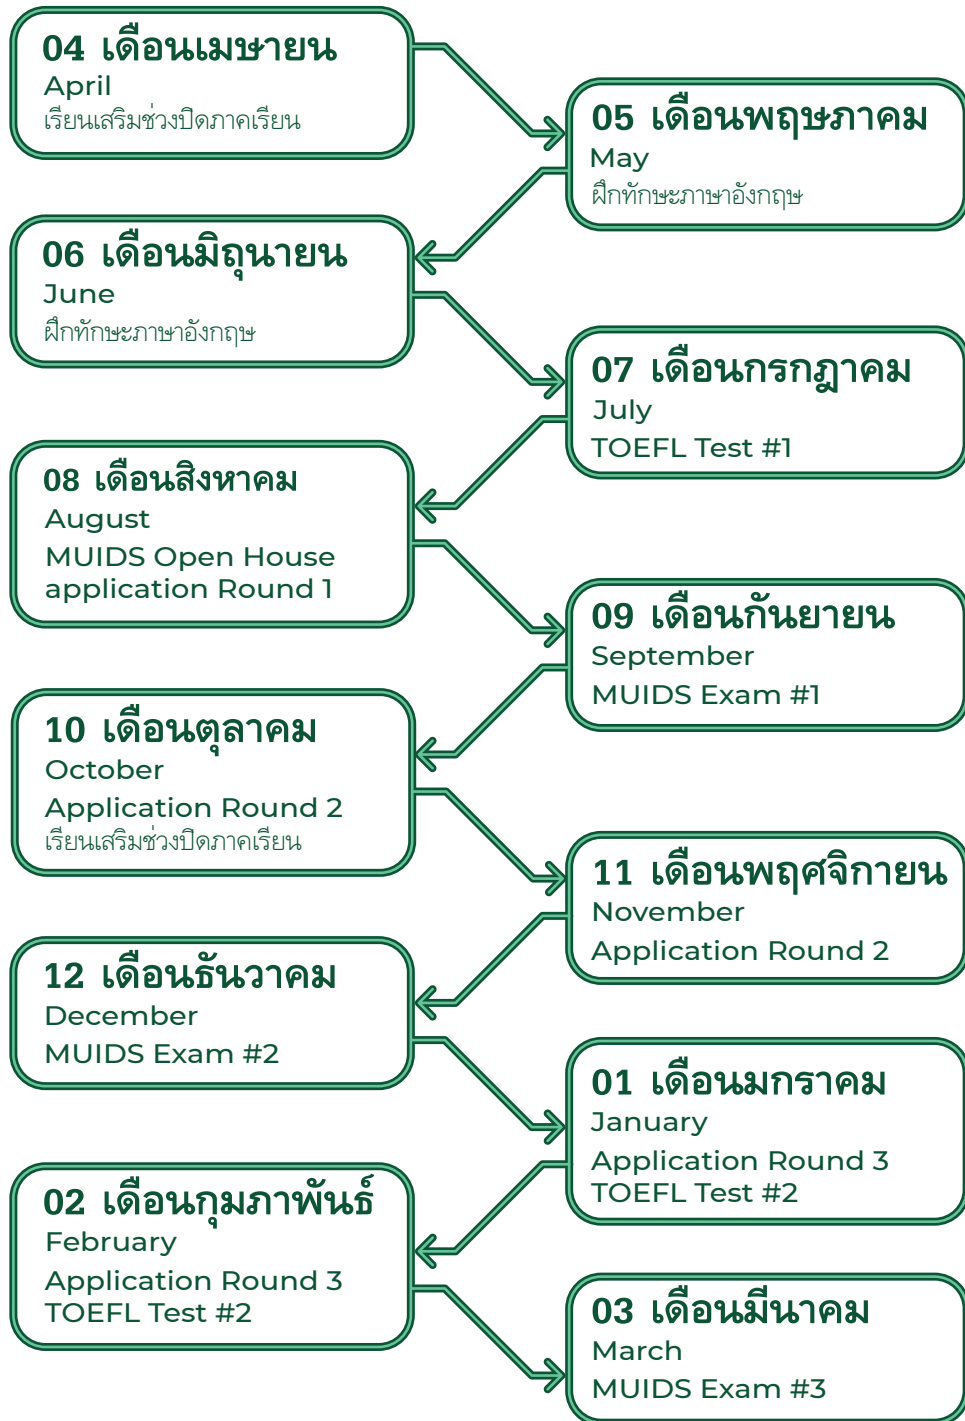 04 เดือนเมษายน
April
เรียนเสริมช่วงปิดภาคเรียน
05 เดือนพฤษภาคม
May
ฝึกทักษะภาษาอังกฤษ
06 เดือนมิถุนายน
June
ฝึกทักษะภาษาอังกฤษ
07 เดือนกรกฎาคม
July
TOEFL Test #1
08 เดือนสิงหาคม
August
MUIDS Open House
application Round 1
09 เดือนกันยายน
September
MUIDS Exam #1
10 เดือนตุลาคม
October
Application Round 2
เรียนเสริมช่วงปิดภาคเรียน
11 เดือนพฤศจิกายน
November
Application Round 2
12 เดือนธันวาคม
December
MUIDS Exam #2
01 เดือนมกราคม
January
Application Round 3
TOEFL Test #2
02 เดือนกุมภาพันธ์
February
Application Round 3
TOEFL Test #2
03 เดือนมีนาคม
March
MUIDS Exam #3